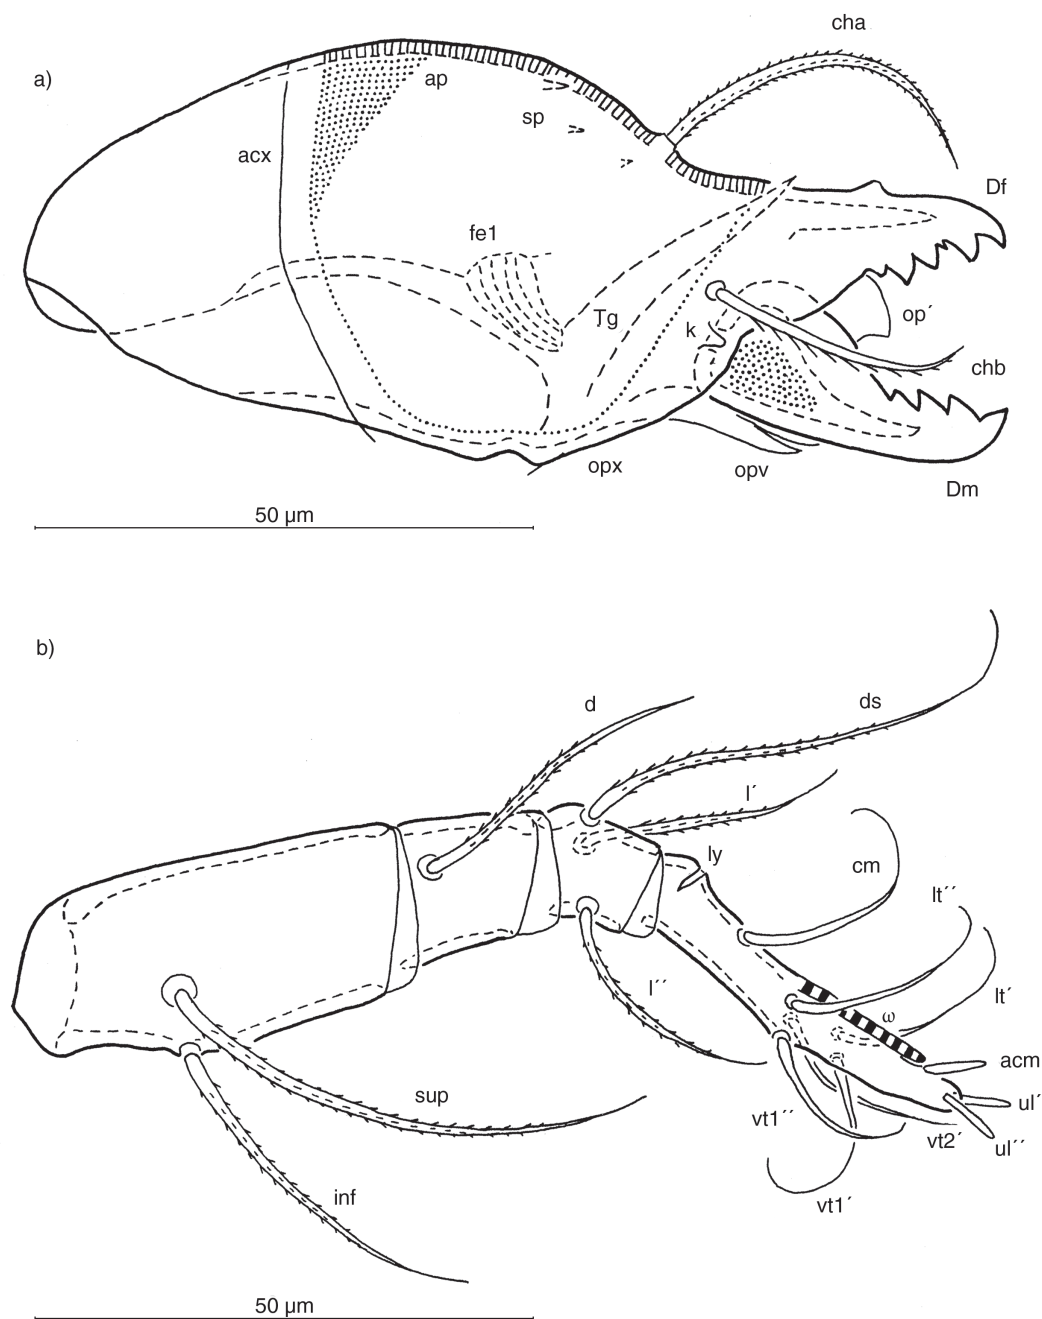 cha
a)
ap
sp
acx
Df
fe1
Tg
k
op´
chb
opx
opv
Dm
50 µm
b)
d
ds
l´
ly
cm
lt´´
l´´
lt´
ω
acm
sup
vt1´´
ul´
vt2´
ul´´
inf
vt1´
50 µm